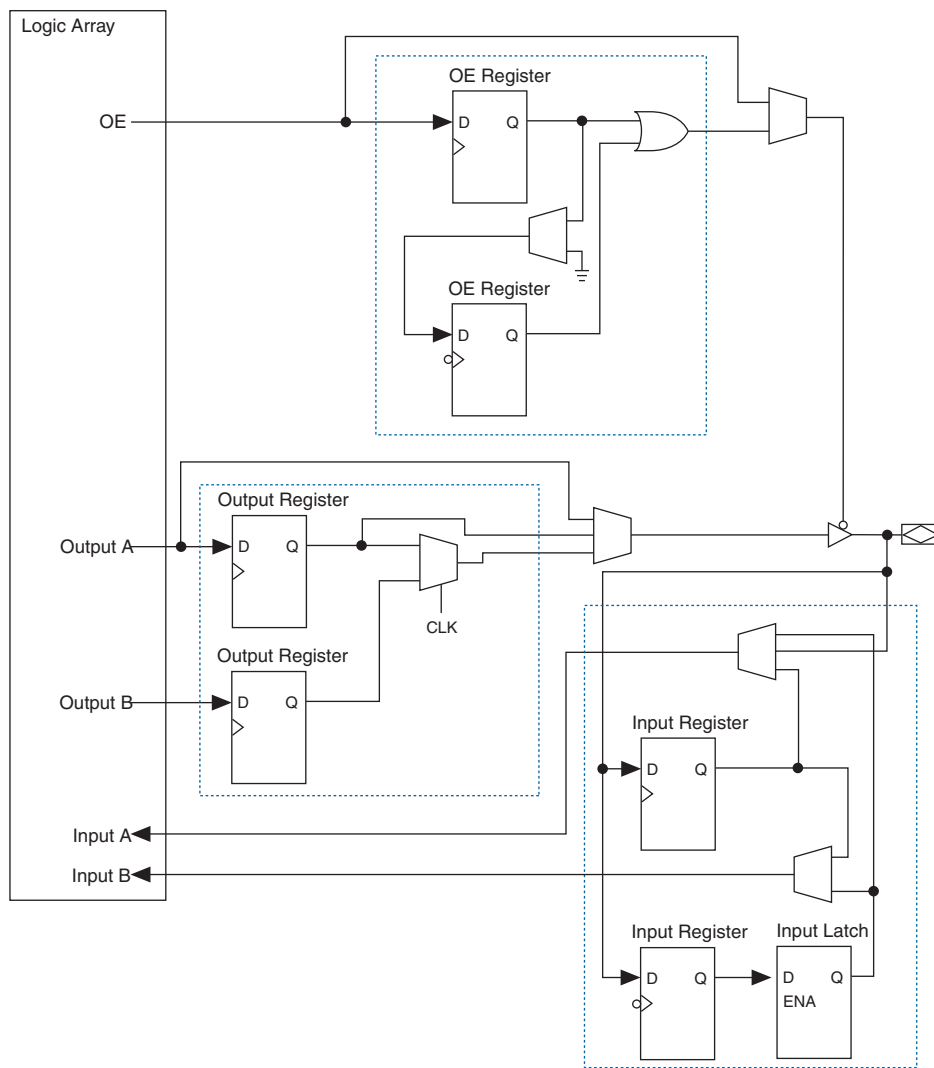 Logic Array
OE Register
OE
D Q
OE Register
D Q
Output Register
Output A
D Q
CLK
Output Register
Output B
D Q
Input Register
D Q
Input A
Input B
Input Register
Input Latch
D Q
D Q
ENA